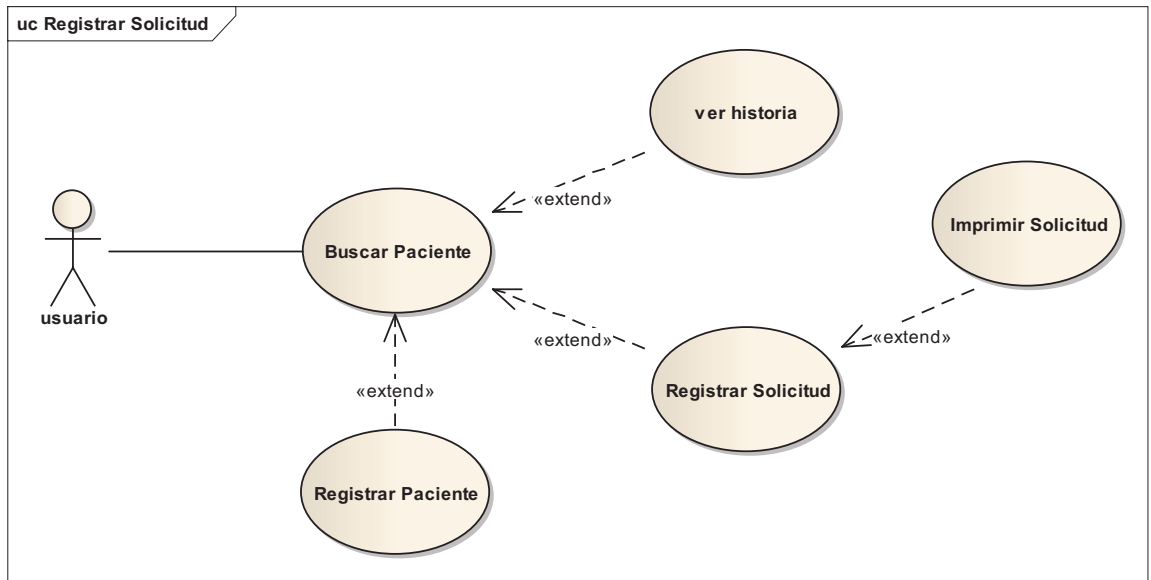 uc Registrar Solicitud
ver historia
Imprimir Solicitud
«extend»
Buscar Paciente
usuario
«extend»
«extend»
Registrar Solicitud
«extend»
Registrar Paciente